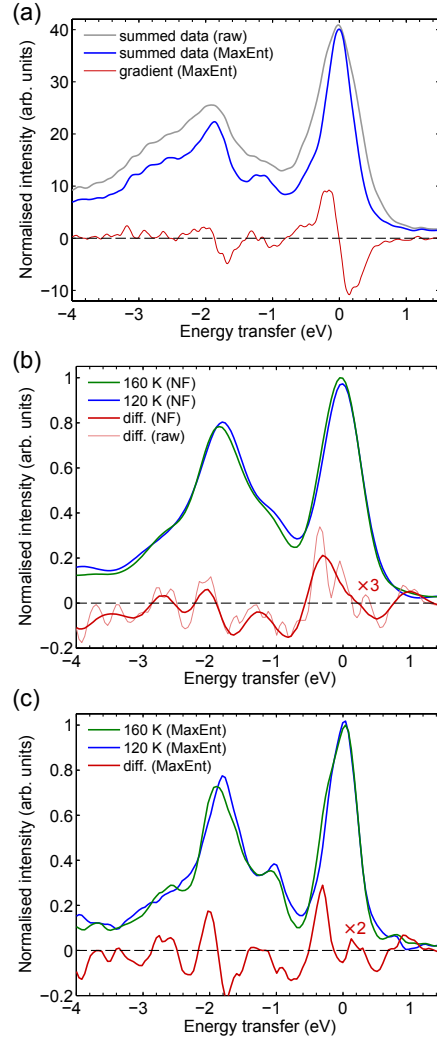 (a)
Normalised intensity (arb. units)
40
30
20
10
0
−10
summed data (raw)
summed data (MaxEnt)
gradient (MaxEnt)
−4 −3 −2 −1 0 1
Energy transfer (eV)
(b)
Normalised intensity (arb. units)
1
0.8
0.6
0.4
0.2
0
−0.2
160 K (NF)
120 K (NF)
diff. (NF)
diff. (raw)
×3
−4 −3 −2 −1 0 1
Energy transfer (eV)
(c)
Normalised intensity (arb. units)
1
0.8
0.6
0.4
0.2
0
−0.2
160 K (MaxEnt)
120 K (MaxEnt)
diff. (MaxEnt)
×2
−4 −3 −2 −1 0 1
Energy transfer (eV)